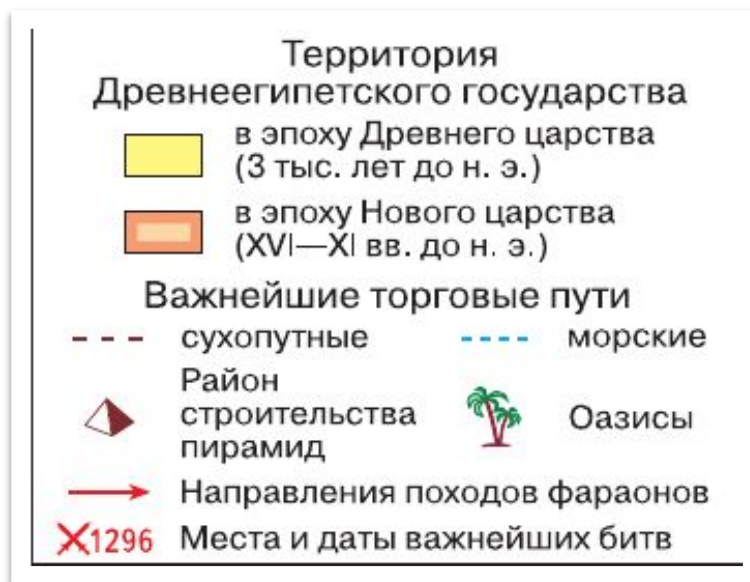 Территория
Древнеегипетского государства
в эпоху Древнего царства
(3 тыс. лет до н. э.)
в эпоху Нового царства
(XVI—XI вв. до н. э.)
Важнейшие торговые пути
сухопутные
морские
Район
строительства
пирамид
Оазисы
Направления походов фараонов
1296 Места и даты важнейших битв